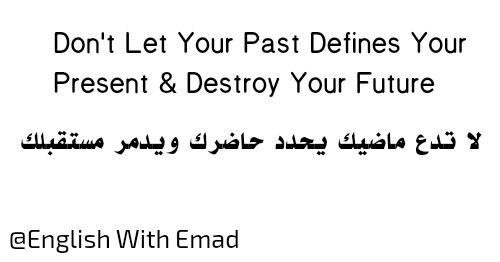 Don't Let Your Past Defines Your
Present & Destroy Your Future
لا تدع ماضيك يحدد حاضرك ويدمر مستقبلك
@English With Emad